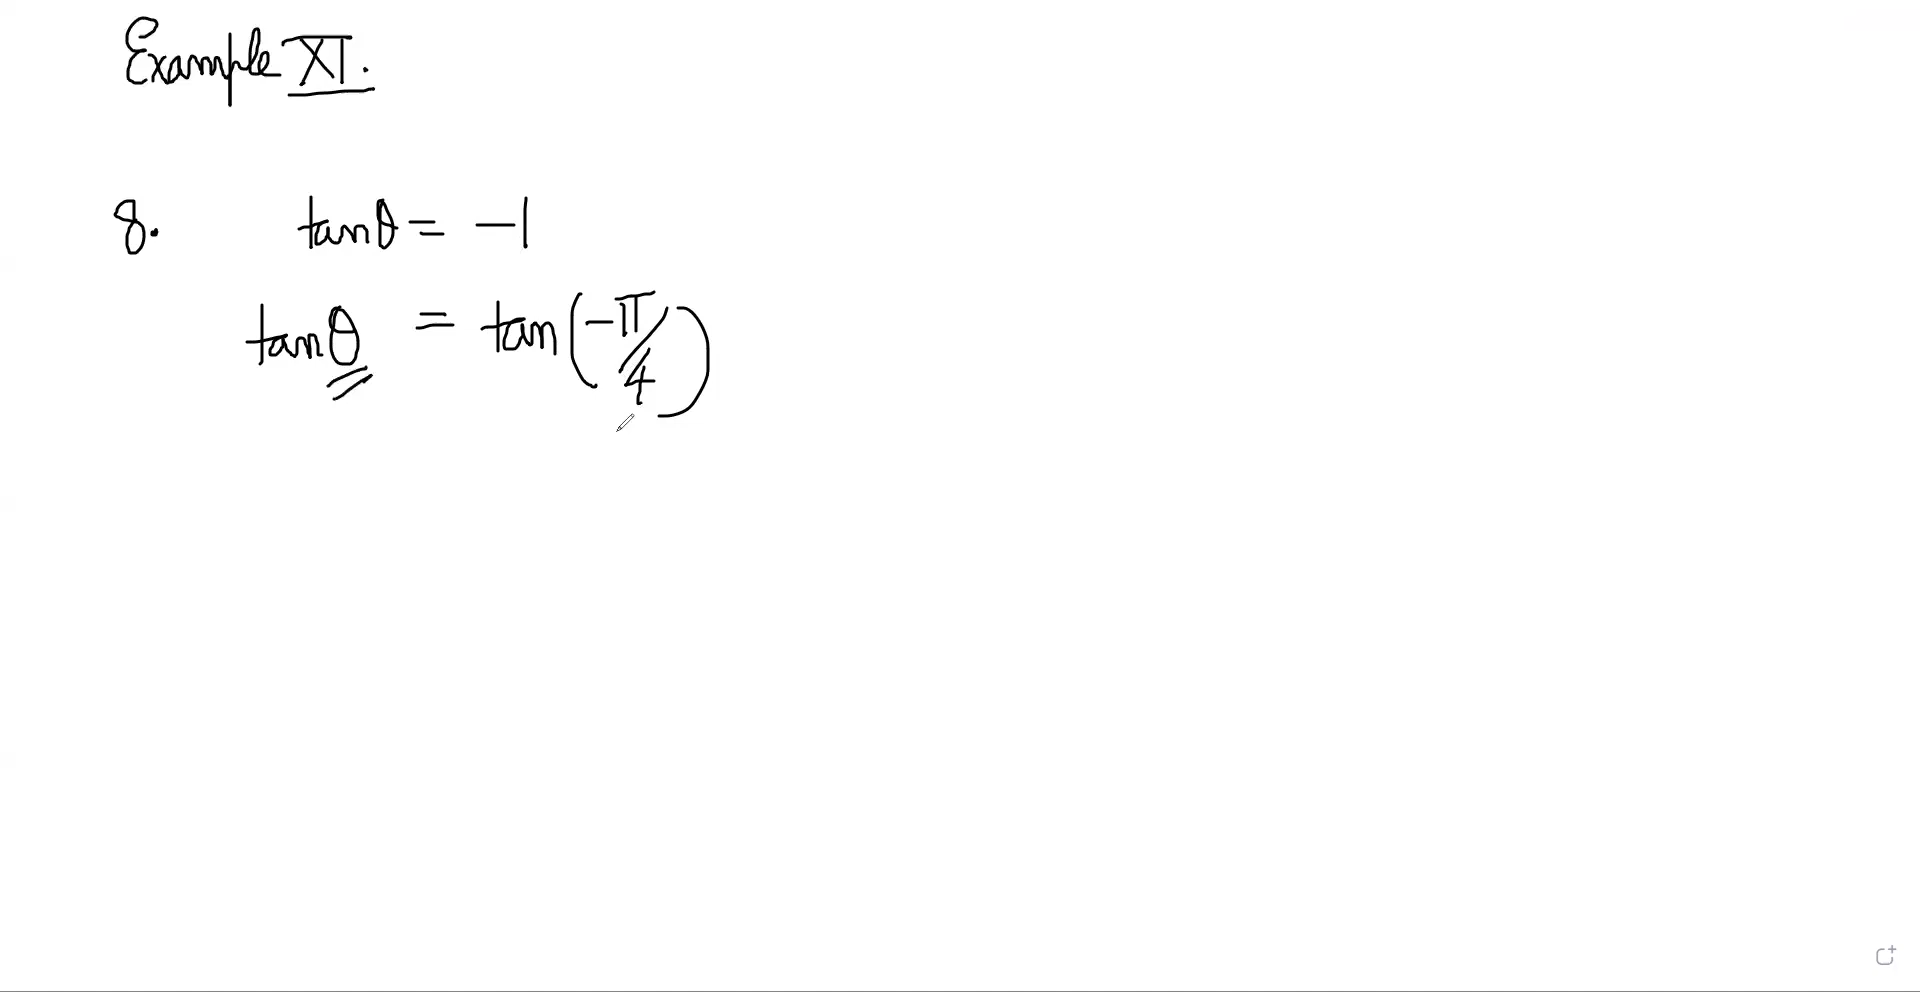 Example XI.
8. tanθ = -1
tanθ = tan(-π/4)